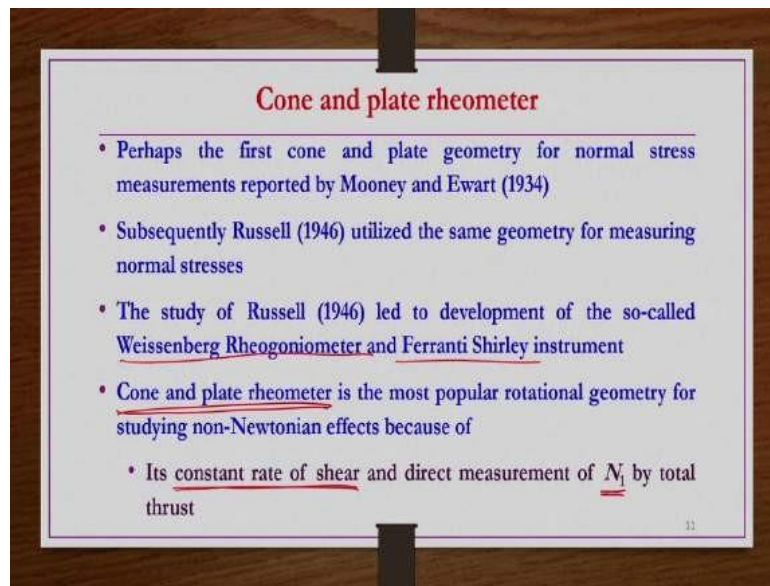 Cone and plate rheometer
• Perhaps the first cone and plate geometry for normal stress
measurements reported by Mooney and Ewart (1934)
• Subsequently Russell (1946) utilized the same geometry for measuring
normal stresses
• The study of Russell (1946) led to development of the so-called
Weissenberg Rheogoniometer and Ferranti Shirley instrument
• Cone and plate rheometer is the most popular rotational geometry for
studying non-Newtonian effects because of
• Its constant rate of shear and direct measurement of N₁ by total
thrust